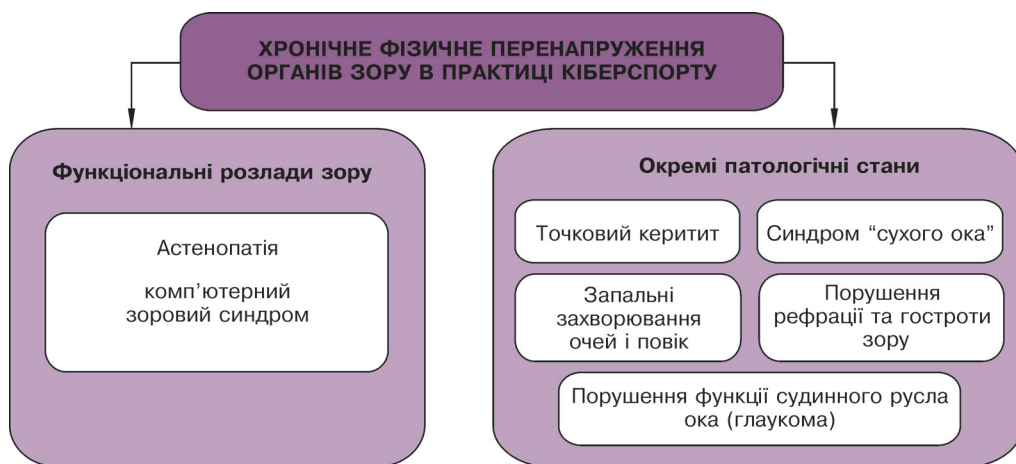 ХРОНІЧНЕ ФІЗИЧНЕ ПЕРЕНАПРУЖЕННЯ
ОРГАНІВ ЗОРУ В ПРАКТИЦІ КІБЕРСПОРТУ
Функціональні розлади зору
Астенопатія
комп’ютерний
зоровий синдром
Окремі патологічні стани
Точковий керитит
Синдром “сухого ока”
Запальні
захворювання
очей і повік
Порушення
рефрації та гостроти
зору
Порушення функції судинного русла
ока (глаукома)